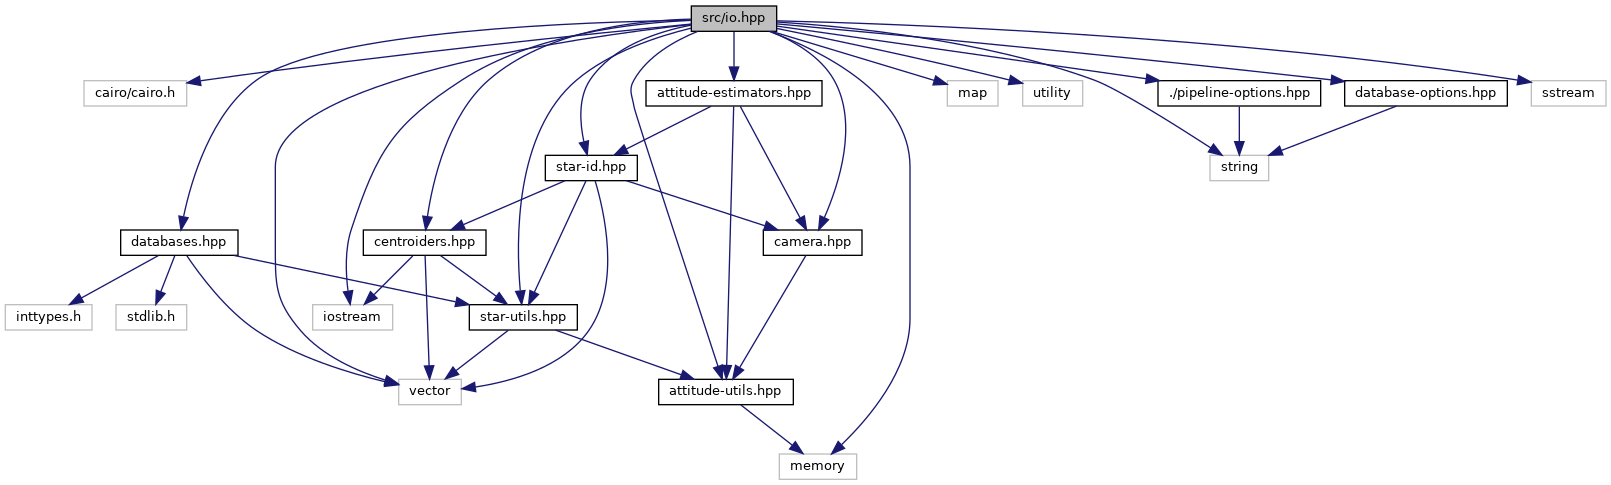 src/io.hpp
cairo/cairo.h
attitude-estimators.hpp
map
utility
./pipeline-options.hpp
database-options.hpp
sstream
star-id.hpp
string
databases.hpp
centroiders.hpp
camera.hpp
inttypes.h
stdlib.h
iostream
star-utils.hpp
vector
attitude-utils.hpp
memory